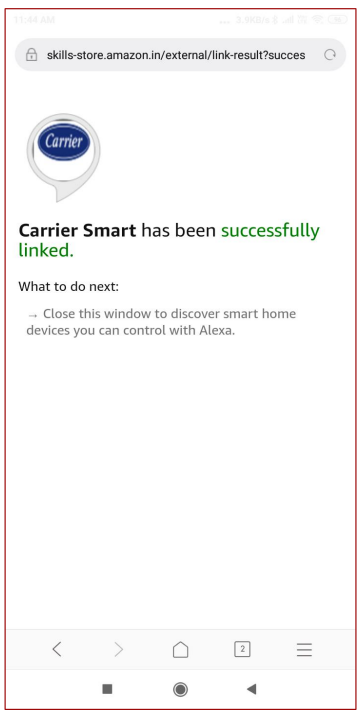 11:44 AM
... 3.9KB/s
skills-store.amazon.in/external/link-result?succes
Carrier
Carrier Smart has been successfully
linked.
What to do next:
→ Close this window to discover smart home
devices you can control with Alexa.
2